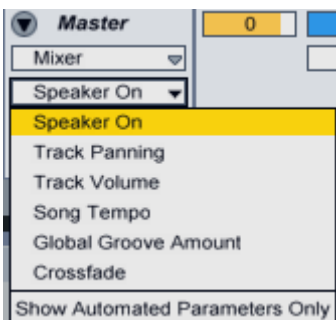 Master
0
Mixer
Speaker On
Speaker On
Track Panning
Track Volume
Song Tempo
Global Groove Amount
Crossfade
Show Automated Parameters Only